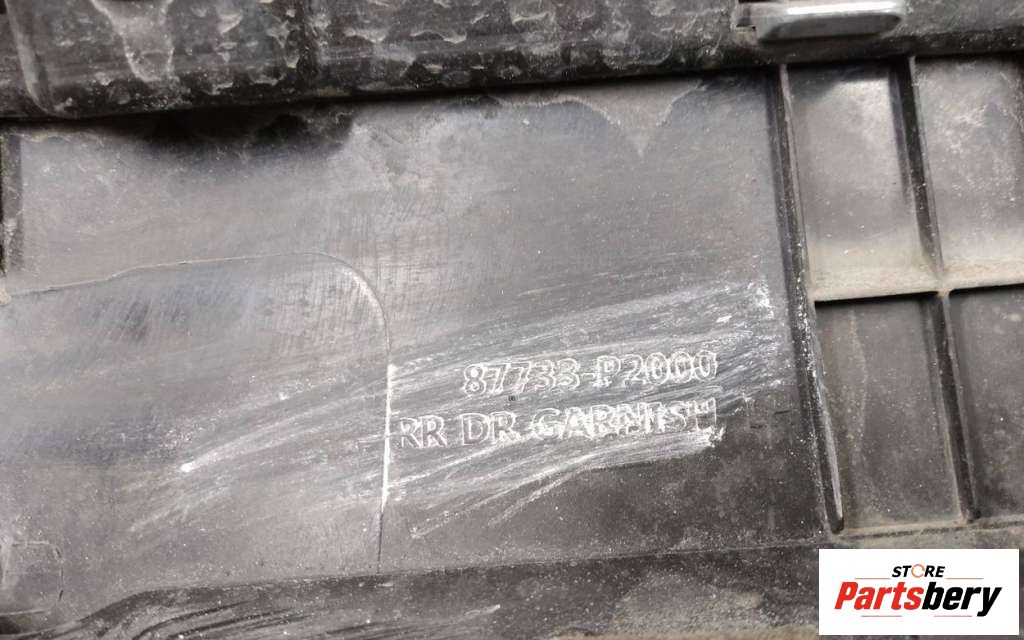 87733-P2000
RR DR GARNISH
STORE
Partsbery